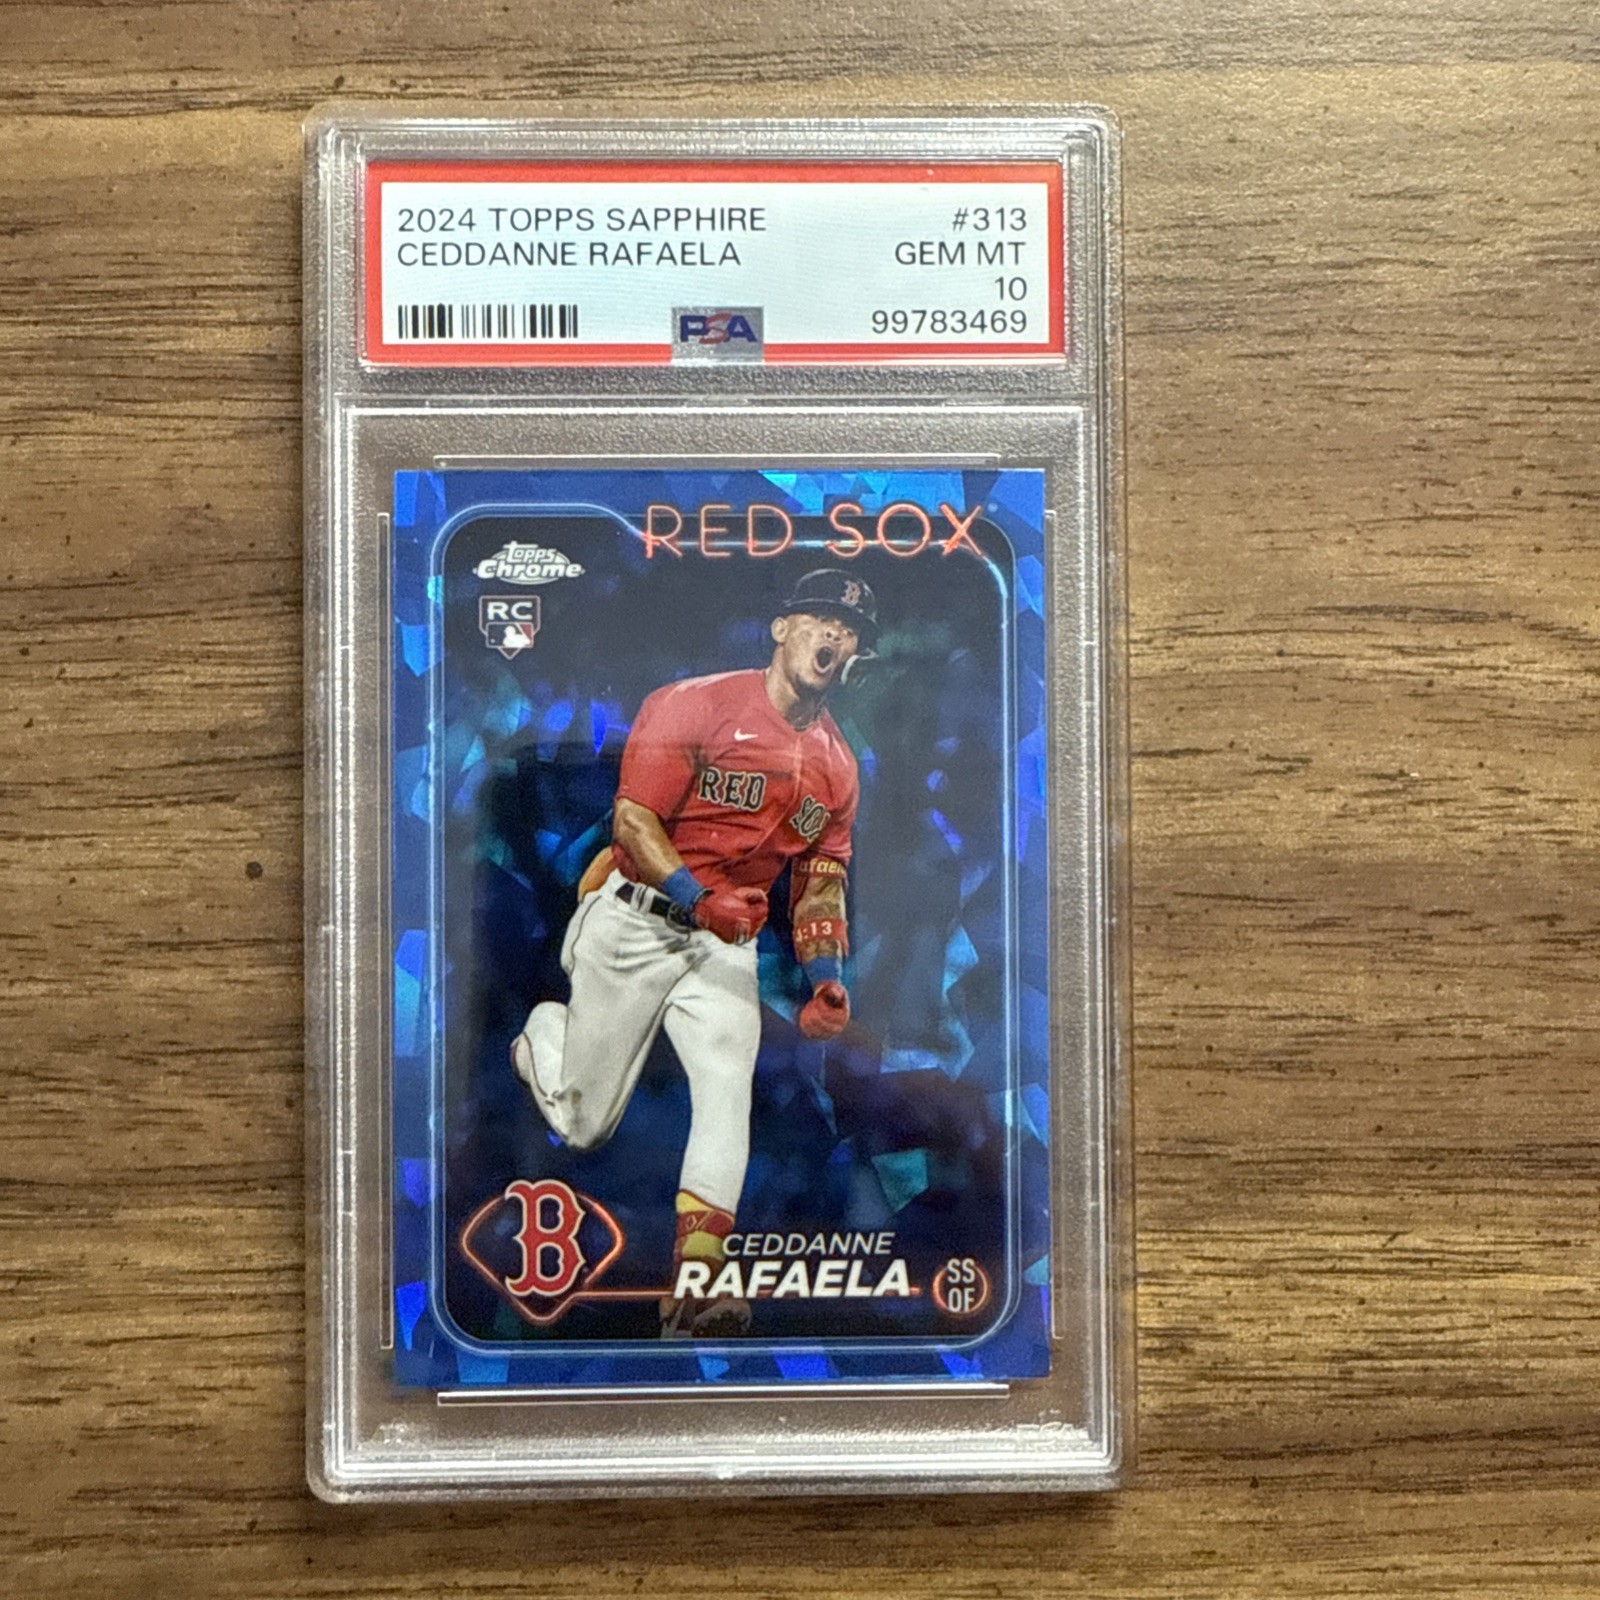 2024 TOPPS SAPPHIRE #313
CEDDANNE RAFAELA GEM MT
10
PSA 99783469
RED SOX
Topps
Chrome
RC
B
RED SOX
:13
B
CEDDANNE
RAFAELA
SS
OF